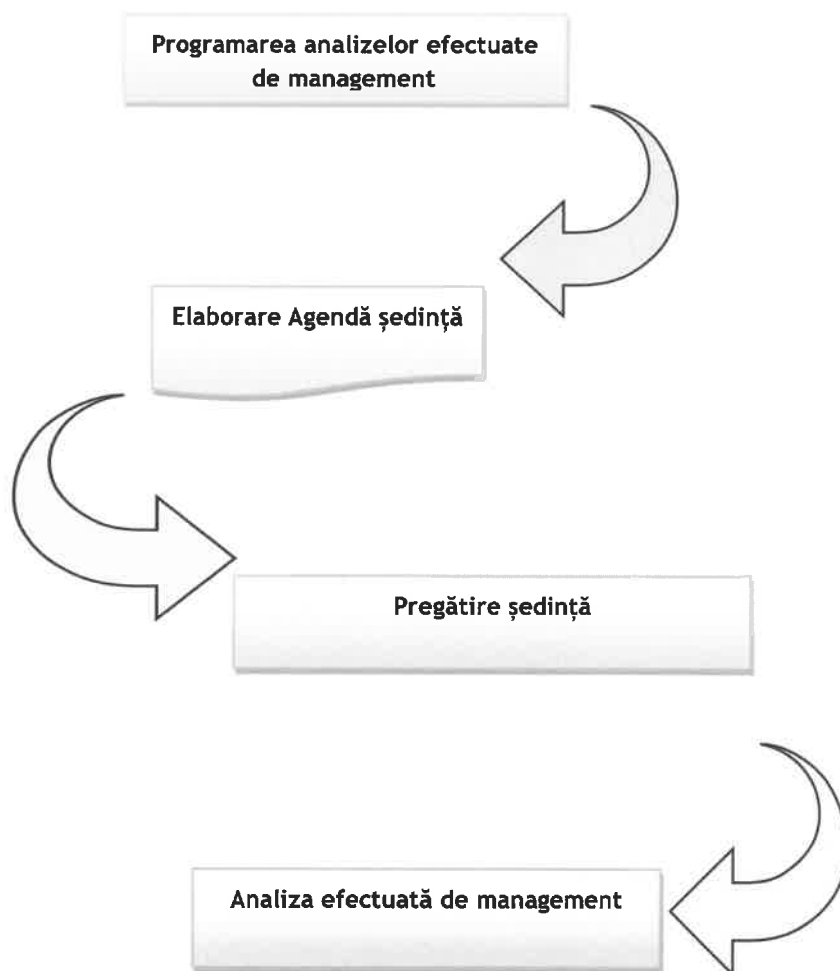 Programarea analizelor efectuate
de management
Elaborare Agendă ședință
Pregătire ședință
Analiza efectuată de management